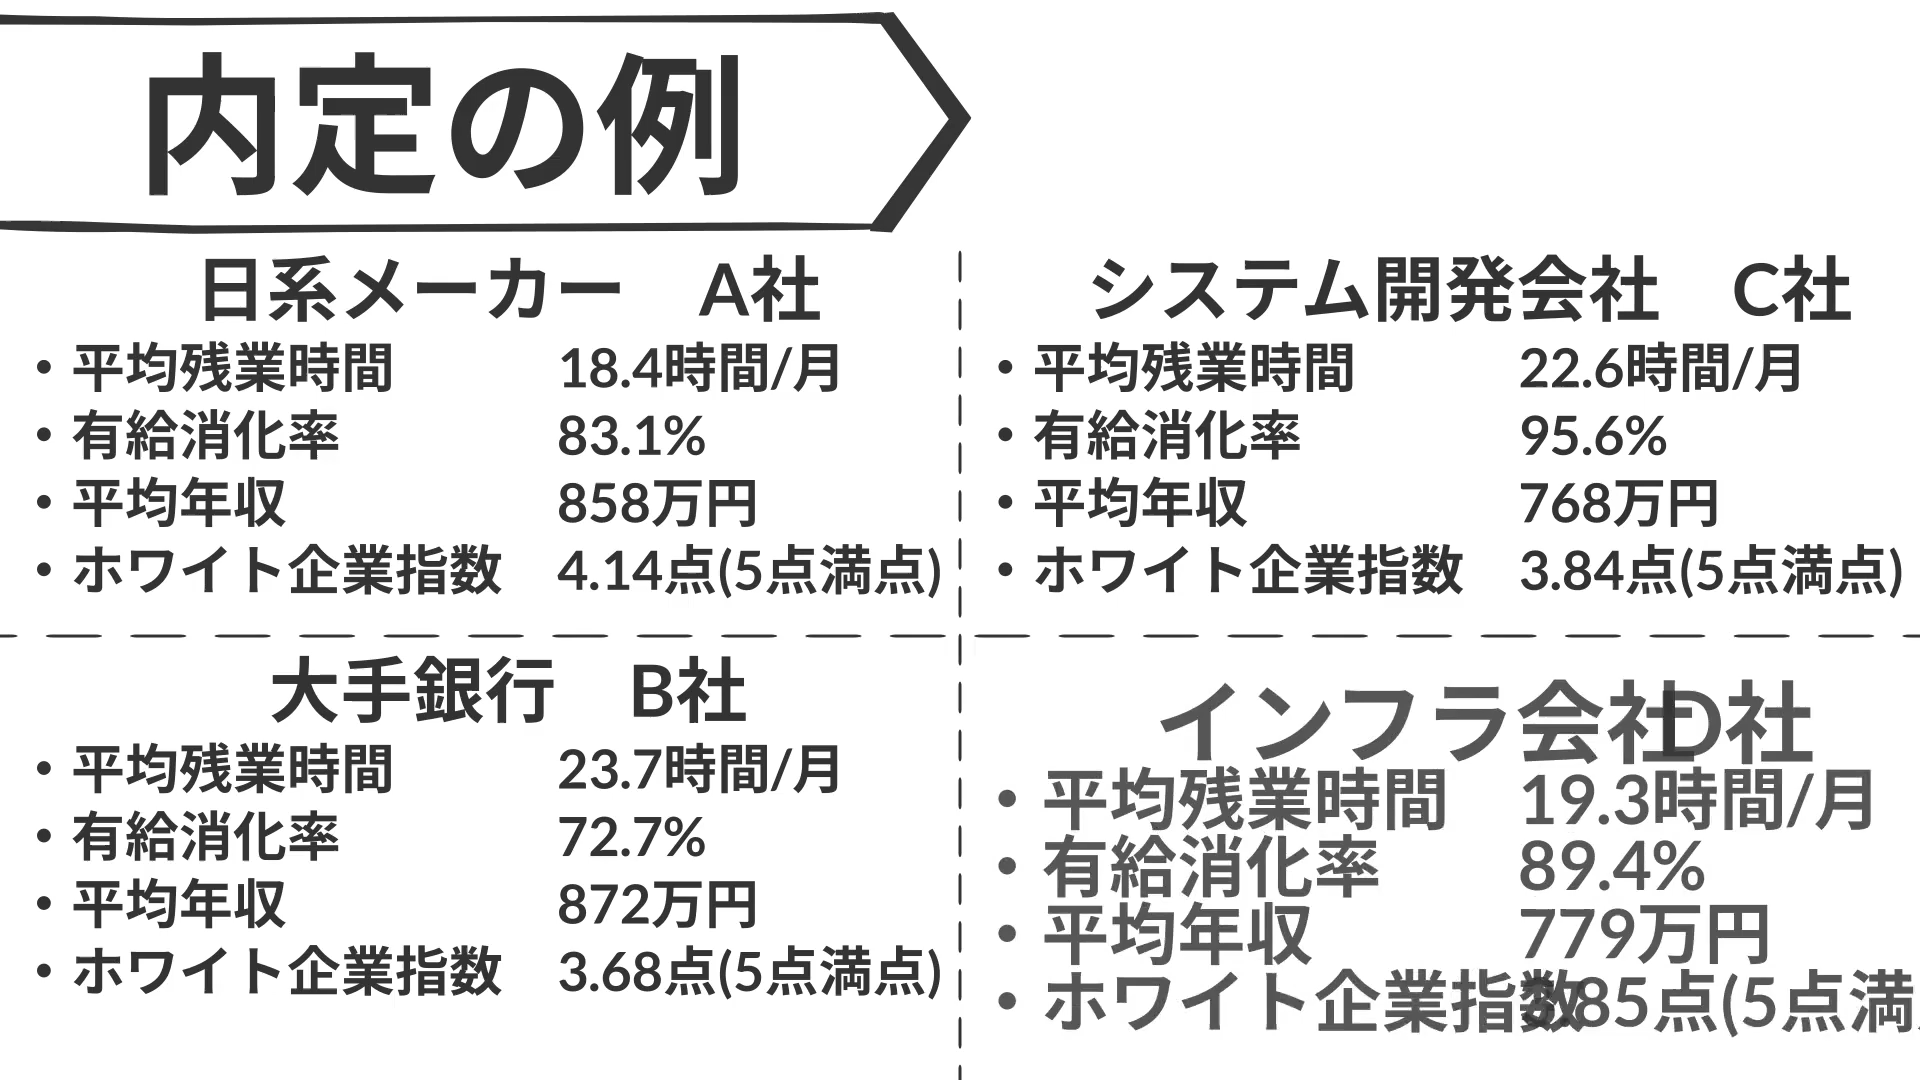 内定の例
日系メーカー　A社
・平均残業時間　18.4時間/月
・有給消化率　83.1%
・平均年収　858万円
・ホワイト企業指数　4.14点(5点満点)
システム開発会社　C社
・平均残業時間　22.6時間/月
・有給消化率　95.6%
・平均年収　768万円
・ホワイト企業指数　3.84点(5点満点)
大手銀行　B社
・平均残業時間　23.7時間/月
・有給消化率　72.7%
・平均年収　872万円
・ホワイト企業指数　3.68点(5点満点)
インフラ会社　D社
・平均残業時間　19.3時間/月
・有給消化率　89.4%
・平均年収　779万円
・ホワイト企業指数　.85点(5点満